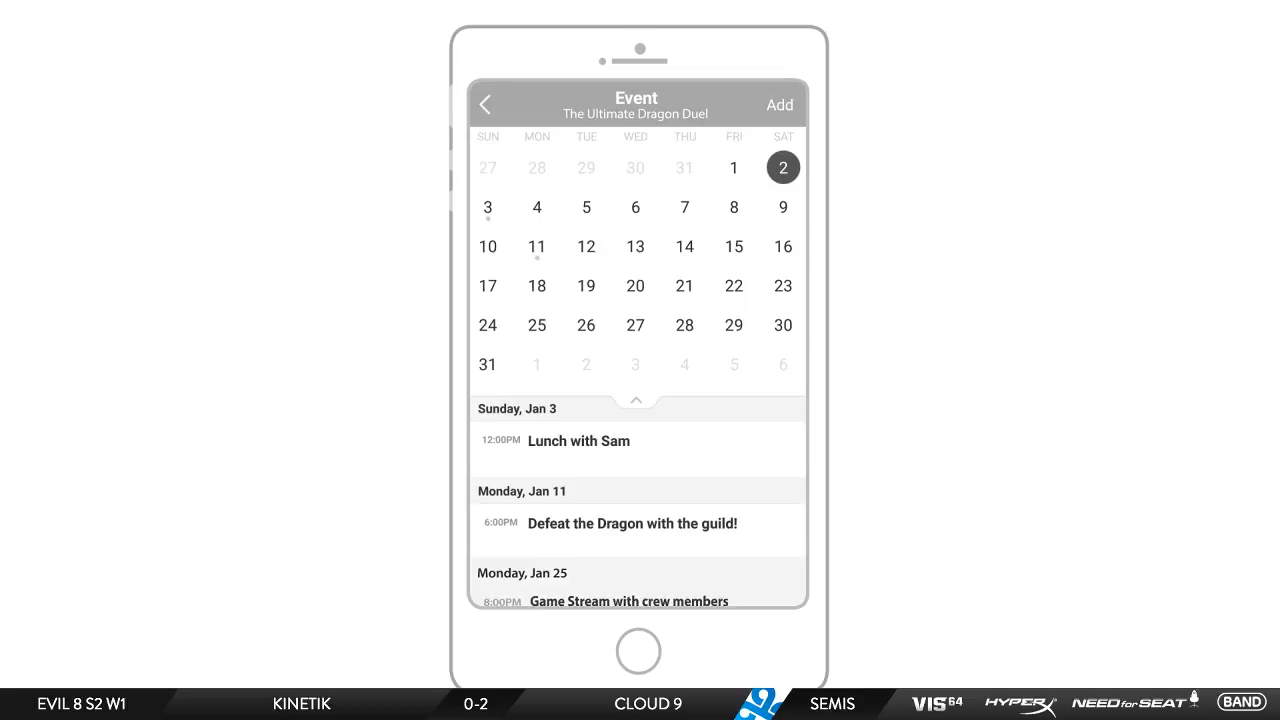 Event
Add
The Ultimate Dragon Duel
SUN MON TUE WED THU FRI SAT
27 28 29 30 31 1 2
3 4 5 6 7 8 9
10 11 12 13 14 15 16
17 18 19 20 21 22 23
24 25 26 27 28 29 30
31 1 2 3 4 5 6
Sunday, Jan 3
12:00PM Lunch with Sam
Monday, Jan 11
6:00PM Defeat the Dragon with the guild!
Monday, Jan 25
8:00PM Game Stream with crew members
EVIL 8 S2 W1 KINETIK 0-2 CLOUD 9 SEMIS VIS64 HYPERX NEEDforSEAT BAND